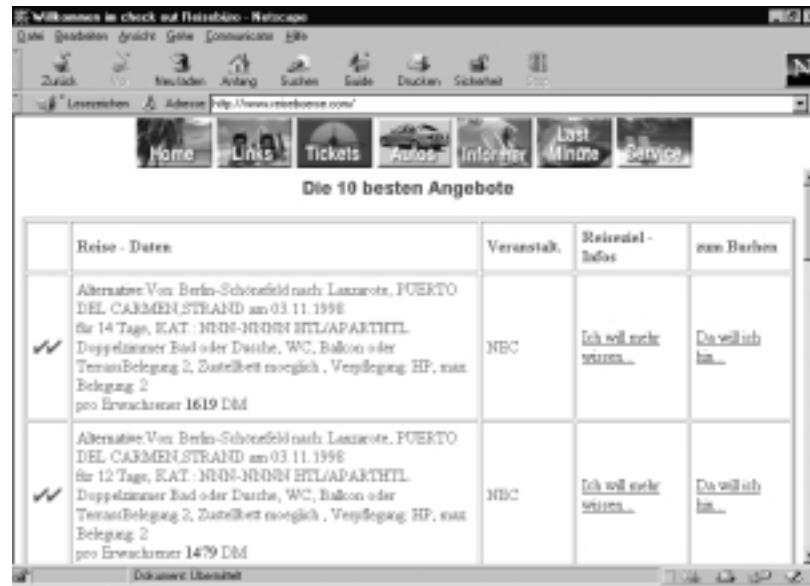 Willkommen im check out Reisebüro - Netscape
Datei Bearbeiten Ansicht Gehe Communicator Hilfe
Zurück Vor Neu laden Anfang Suchen Guide Drucken Sicherheit Stop
Lesezeichen Adresse http://www.reiseboerse.com/
Home Links Tickets Autos Informer Last Minute Service
Die 10 besten Angebote
Reise - Daten Veranstalt. Reiseziel - Infos zum Buchen
Alternative Von: Berlin-Schönefeld nach: Lanzarote, PUERTO
DEL CARMEN,STRAND am 03.11.1998
für 14 Tage, KAT.: NNN-NNNN HTL/APARTHTL.
Doppelzimmer Bad oder Dusche, WC, Balkon oder
TerrassBelegung 2, Zustellbett moeglich , Verpflegung: HP, max.
Belegung: 2
pro Erwachsener 1619 DM
NEC
Ich will mehr
wissen...
Da will ich
hin...
Alternative Von: Berlin-Schönefeld nach: Lanzarote, PUERTO
DEL CARMEN,STRAND am 03.11.1998
für 12 Tage, KAT.: NNN-NNNN HTL/APARTHTL.
Doppelzimmer Bad oder Dusche, WC, Balkon oder
TerrassBelegung 2, Zustellbett moeglich , Verpflegung: HP, max.
Belegung: 2
pro Erwachsener 1479 DM
NEC
Ich will mehr
wissen...
Da will ich
hin...
Dokument: Übermittelt